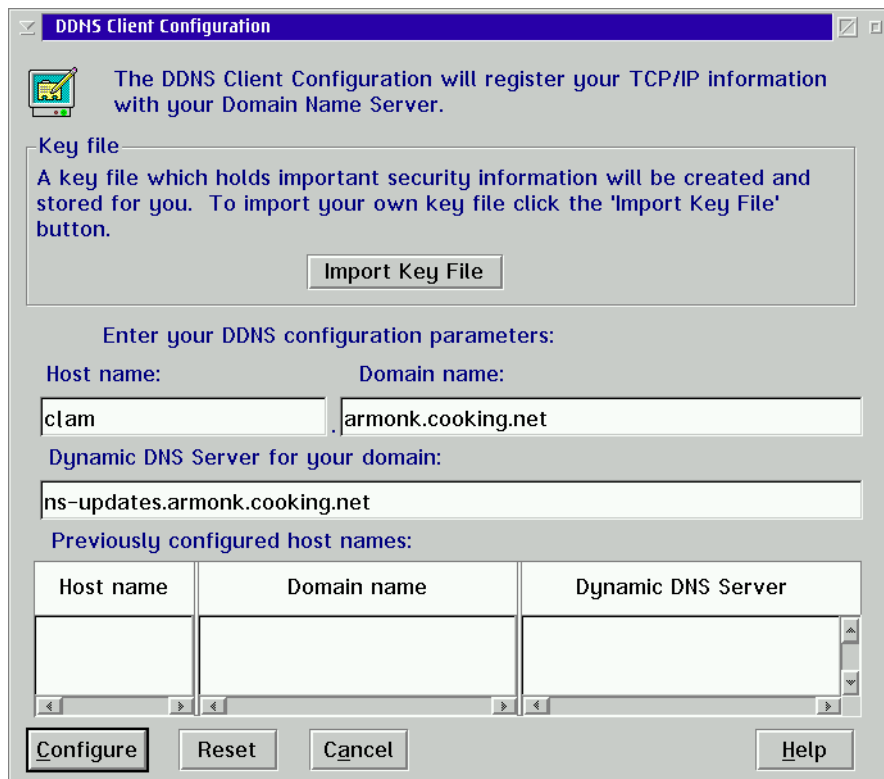 DDNS Client Configuration
The DDNS Client Configuration will register your TCP/IP information
with your Domain Name Server.
Key file
A key file which holds important security information will be created and
stored for you.  To import your own key file click the 'Import Key File'
button.
Import Key File
Enter your DDNS configuration parameters:
Host name: Domain name:
clam . armonk.cooking.net
Dynamic DNS Server for your domain:
ns-updates.armonk.cooking.net
Previously configured host names:
Host name Domain name Dynamic DNS Server
Configure Reset Cancel Help